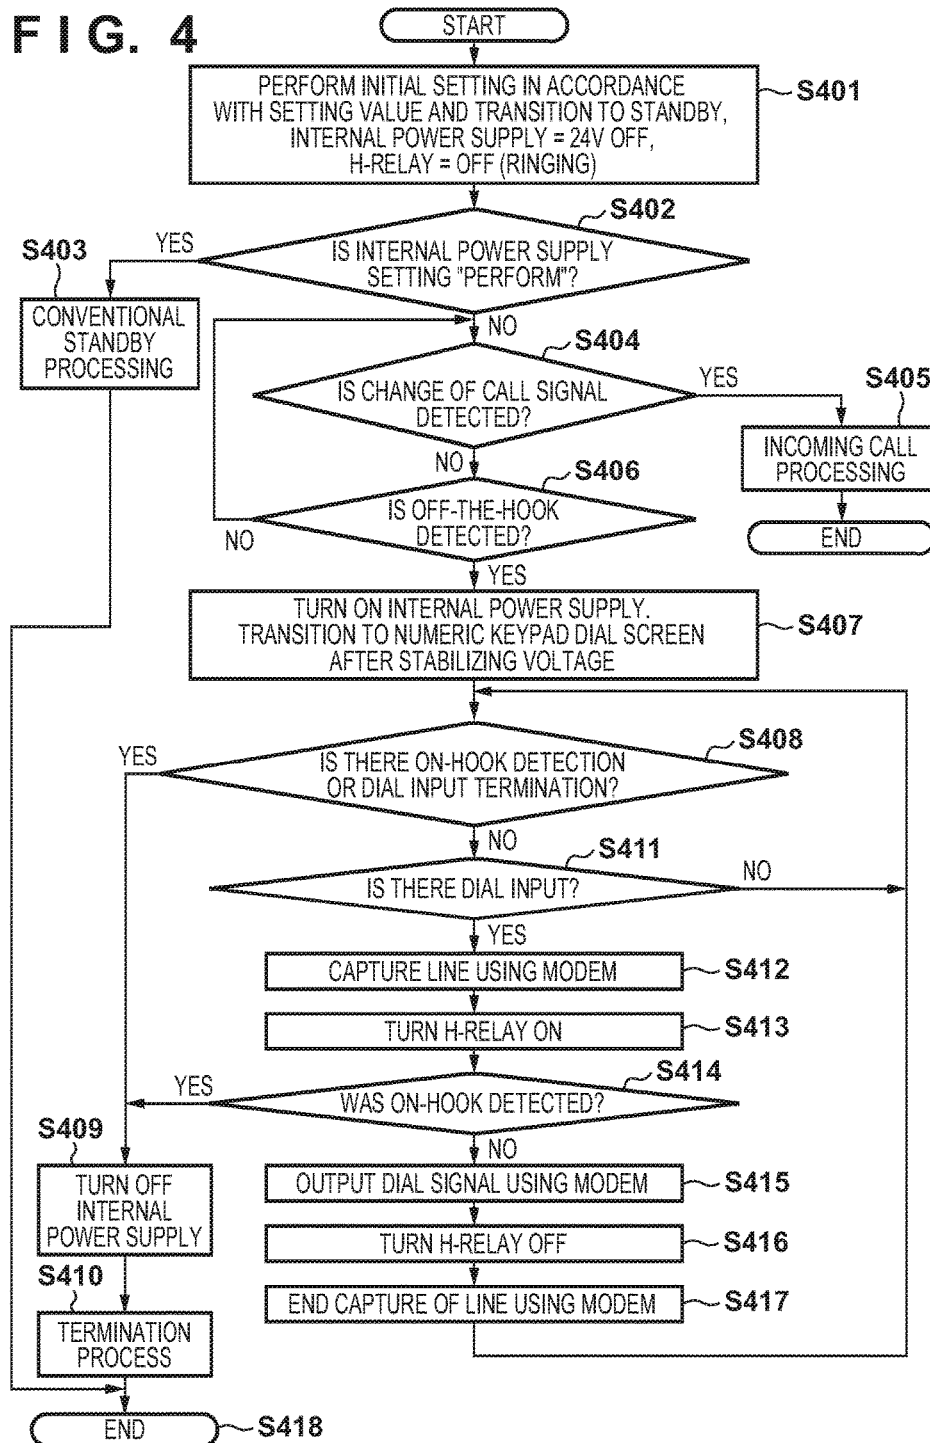 FIG. 4
START
PERFORM INITIAL SETTING IN ACCORDANCE
WITH SETTING VALUE AND TRANSITION TO STANDBY,
INTERNAL POWER SUPPLY = 24V OFF,
H-RELAY = OFF (RINGING)
S401
S402
IS INTERNAL POWER SUPPLY
SETTING "PERFORM"?
YES
S403
CONVENTIONAL
STANDBY
PROCESSING
NO
S404
IS CHANGE OF CALL SIGNAL
DETECTED?
YES
S405
INCOMING CALL
PROCESSING
END
NO
S406
IS OFF-THE-HOOK
DETECTED?
NO
YES
TURN ON INTERNAL POWER SUPPLY.
TRANSITION TO NUMERIC KEYPAD DIAL SCREEN
AFTER STABILIZING VOLTAGE
S407
S408
YES
IS THERE ON-HOOK DETECTION
OR DIAL INPUT TERMINATION?
NO
S411
IS THERE DIAL INPUT?
NO
YES
CAPTURE LINE USING MODEM
S412
TURN H-RELAY ON
S413
S414
YES
WAS ON-HOOK DETECTED?
NO
S409
TURN OFF
INTERNAL
POWER SUPPLY
OUTPUT DIAL SIGNAL USING MODEM
S415
TURN H-RELAY OFF
S416
END CAPTURE OF LINE USING MODEM
S417
S410
TERMINATION
PROCESS
END
S418